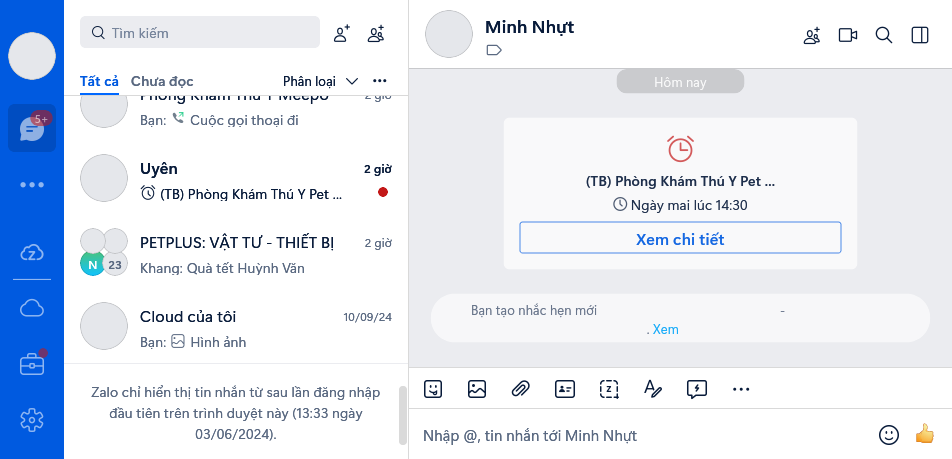 Tìm kiếm
Tất cả
Chưa đọc
Phân loại
5+
Phòng Khám Thú Y Meepo
2 giờ
Bạn: Cuộc gọi thoại đi
Uyên
2 giờ
(TB) Phòng Khám Thú Y Pet ...
PETPLUS: VẬT TƯ - THIẾT BỊ
2 giờ
N 23
Khang: Quà tết Huỳnh Văn
Cloud của tôi
10/09/24
Bạn: Hình ảnh
Zalo chỉ hiển thị tin nhắn từ sau lần đăng nhập
đầu tiên trên trình duyệt này (13:33 ngày
03/06/2024).
Minh Nhựt
Hôm nay
(TB) Phòng Khám Thú Y Pet ...
Ngày mai lúc 14:30
Xem chi tiết
Bạn tạo nhắc hẹn mới -
. Xem
Nhập @, tin nhắn tới Minh Nhựt